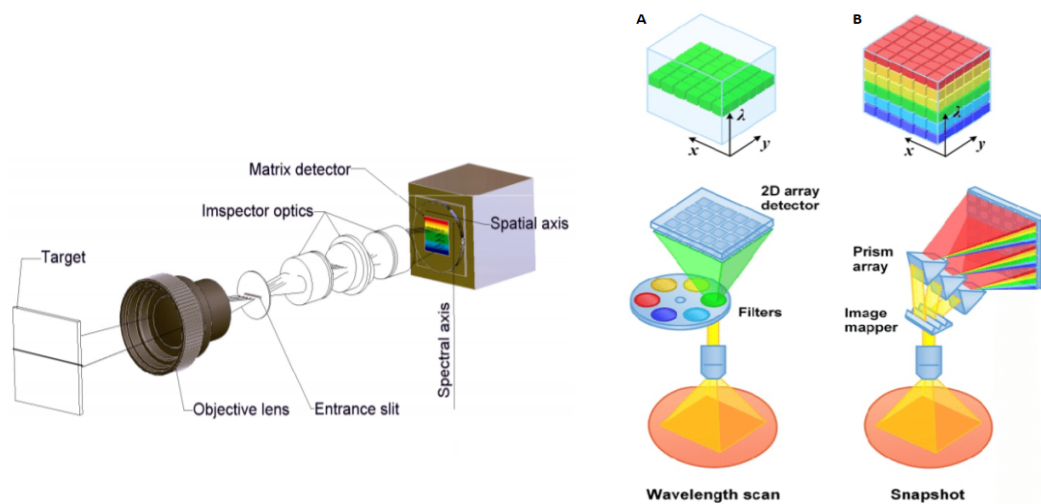 Matrix detector
Imspector optics
Spatial axis
Target
Spectral axis
Objective lens
Entrance slit
A
λ
x
y
2D array
detector
Filters
Wavelength scan
B
λ
x
y
Prism
array
Image
mapper
Snapshot